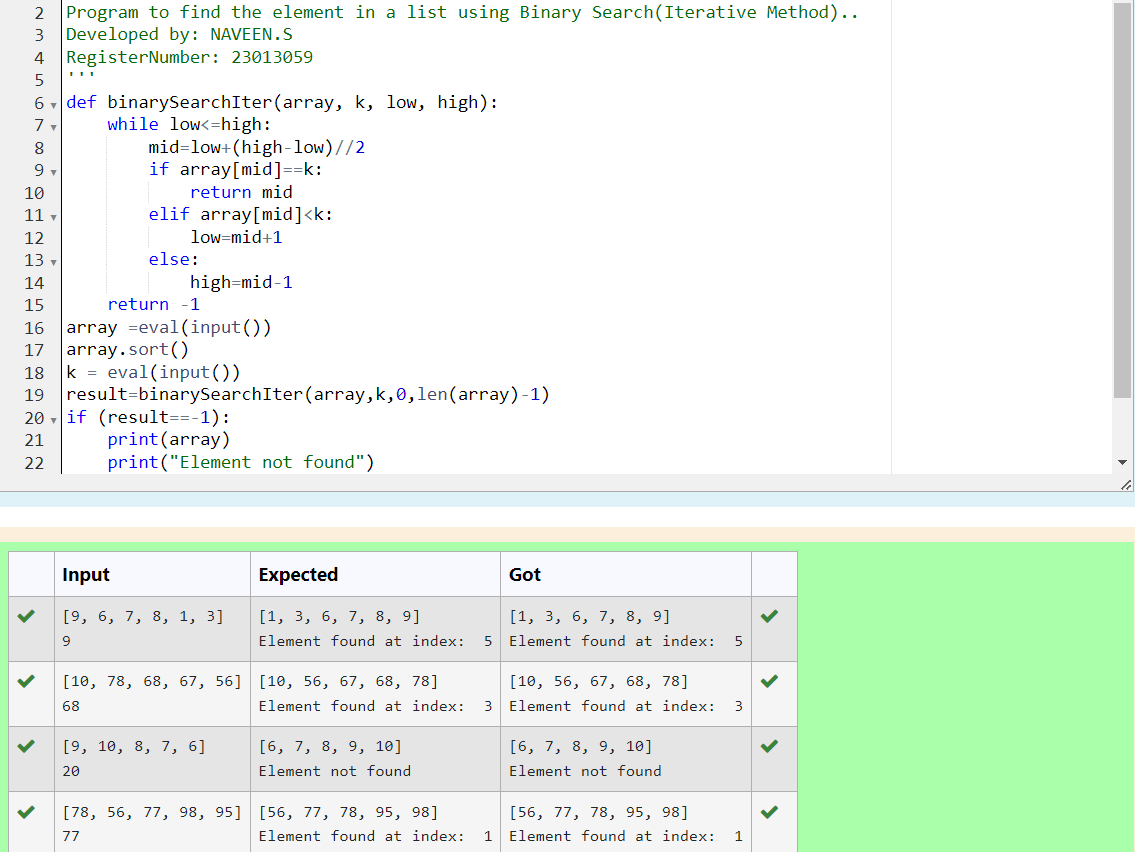 2 Program to find the element in a list using Binary Search(Iterative Method)..
3 Developed by: NAVEEN.S
4 RegisterNumber: 23013059
5 '''
6 def binarySearchIter(array, k, low, high):
7     while low<=high:
8         mid=low+(high-low)//2
9         if array[mid]==k:
10             return mid
11         elif array[mid]<k:
12             low=mid+1
13         else:
14             high=mid-1
15     return -1
16 array =eval(input())
17 array.sort()
18 k = eval(input())
19 result=binarySearchIter(array,k,0,len(array)-1)
20 if (result==-1):
21     print(array)
22     print("Element not found")
Input Expected Got
[9, 6, 7, 8, 1, 3] [1, 3, 6, 7, 8, 9] [1, 3, 6, 7, 8, 9]
9 Element found at index:  5 Element found at index:  5
[10, 78, 68, 67, 56] [10, 56, 67, 68, 78] [10, 56, 67, 68, 78]
68 Element found at index:  3 Element found at index:  3
[9, 10, 8, 7, 6] [6, 7, 8, 9, 10] [6, 7, 8, 9, 10]
20 Element not found Element not found
[78, 56, 77, 98, 95] [56, 77, 78, 95, 98] [56, 77, 78, 95, 98]
77 Element found at index:  1 Element found at index:  1